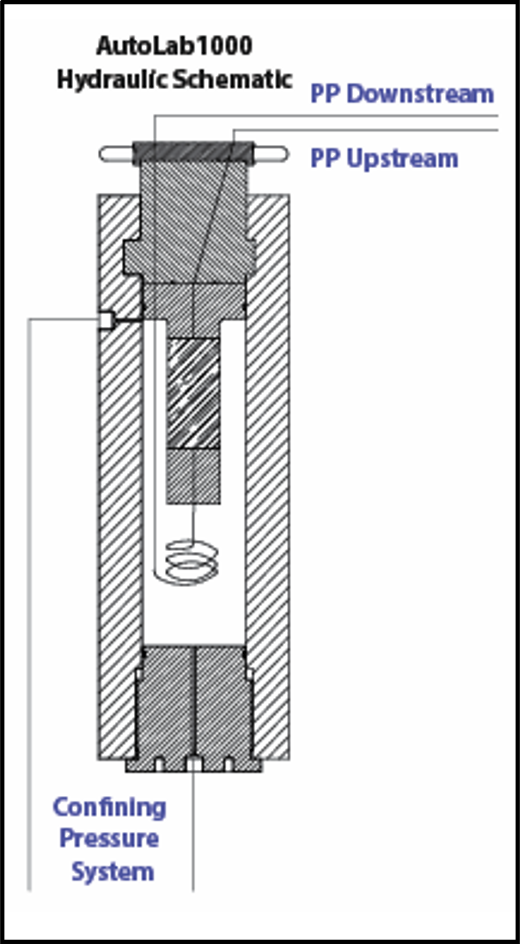 AutoLab1000
Hydraulic Schematic
PP Downstream
PP Upstream
Confining
Pressure
System